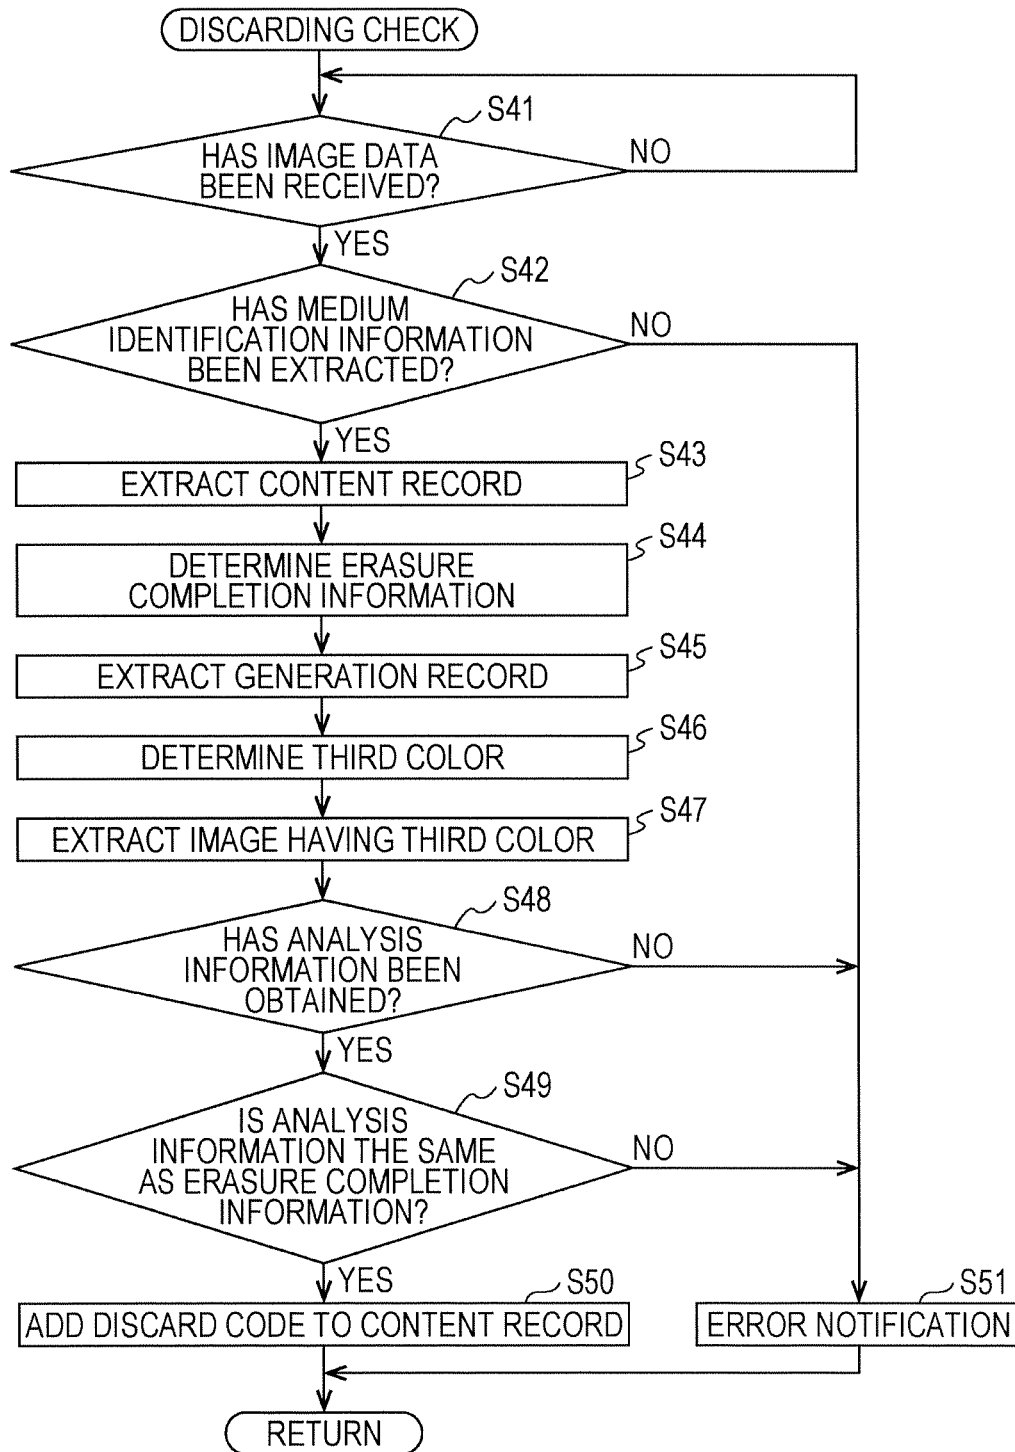 DISCARDING CHECK
S41
HAS IMAGE DATA
BEEN RECEIVED?
NO
YES
S42
HAS MEDIUM
IDENTIFICATION INFORMATION
BEEN EXTRACTED?
NO
YES
S43
EXTRACT CONTENT RECORD
S44
DETERMINE ERASURE
COMPLETION INFORMATION
S45
EXTRACT GENERATION RECORD
S46
DETERMINE THIRD COLOR
S47
EXTRACT IMAGE HAVING THIRD COLOR
S48
HAS ANALYSIS
INFORMATION BEEN
OBTAINED?
NO
YES
S49
IS ANALYSIS
INFORMATION THE SAME
AS ERASURE COMPLETION
INFORMATION?
NO
YES
S50
ADD DISCARD CODE TO CONTENT RECORD
S51
ERROR NOTIFICATION
RETURN